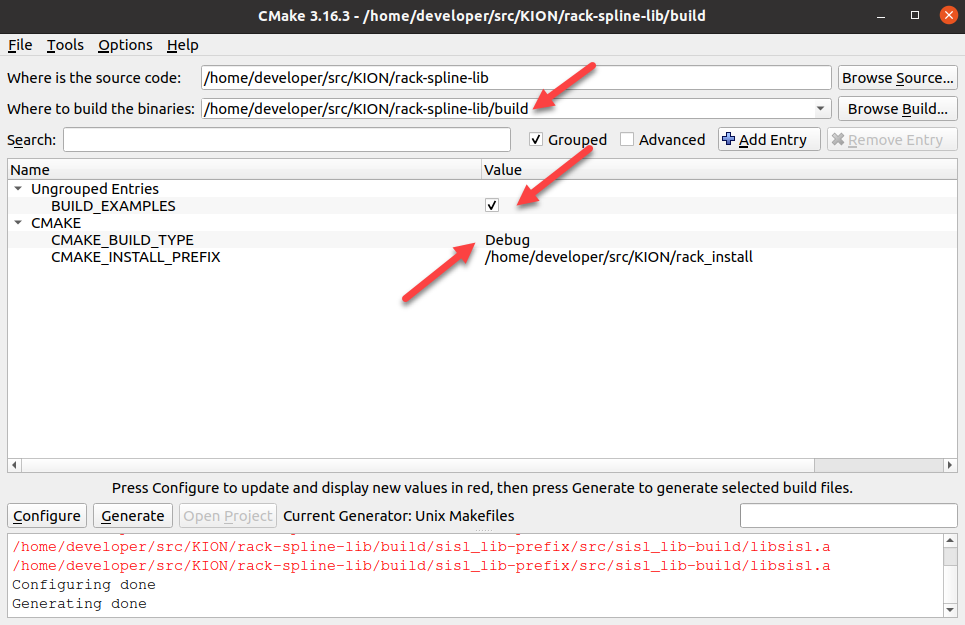 CMake 3.16.3 - /home/developer/src/KION/rack-spline-lib/build
File Tools Options Help
Where is the source code: /home/developer/src/KION/rack-spline-lib Browse Source...
Where to build the binaries: /home/developer/src/KION/rack-spline-lib/build Browse Build...
Search: Grouped Advanced Add Entry Remove Entry
Name Value
Ungrouped Entries
BUILD_EXAMPLES
CMAKE
CMAKE_BUILD_TYPE Debug
CMAKE_INSTALL_PREFIX /home/developer/src/KION/rack_install
Press Configure to update and display new values in red, then press Generate to generate selected build files.
Configure Generate Open Project Current Generator: Unix Makefiles
/home/developer/src/KION/rack-spline-lib/build/sisl_lib-prefix/src/sisl_lib-build/libsisl.a
/home/developer/src/KION/rack-spline-lib/build/sisl_lib-prefix/src/sisl_lib-build/libsisl.a
Configuring done
Generating done